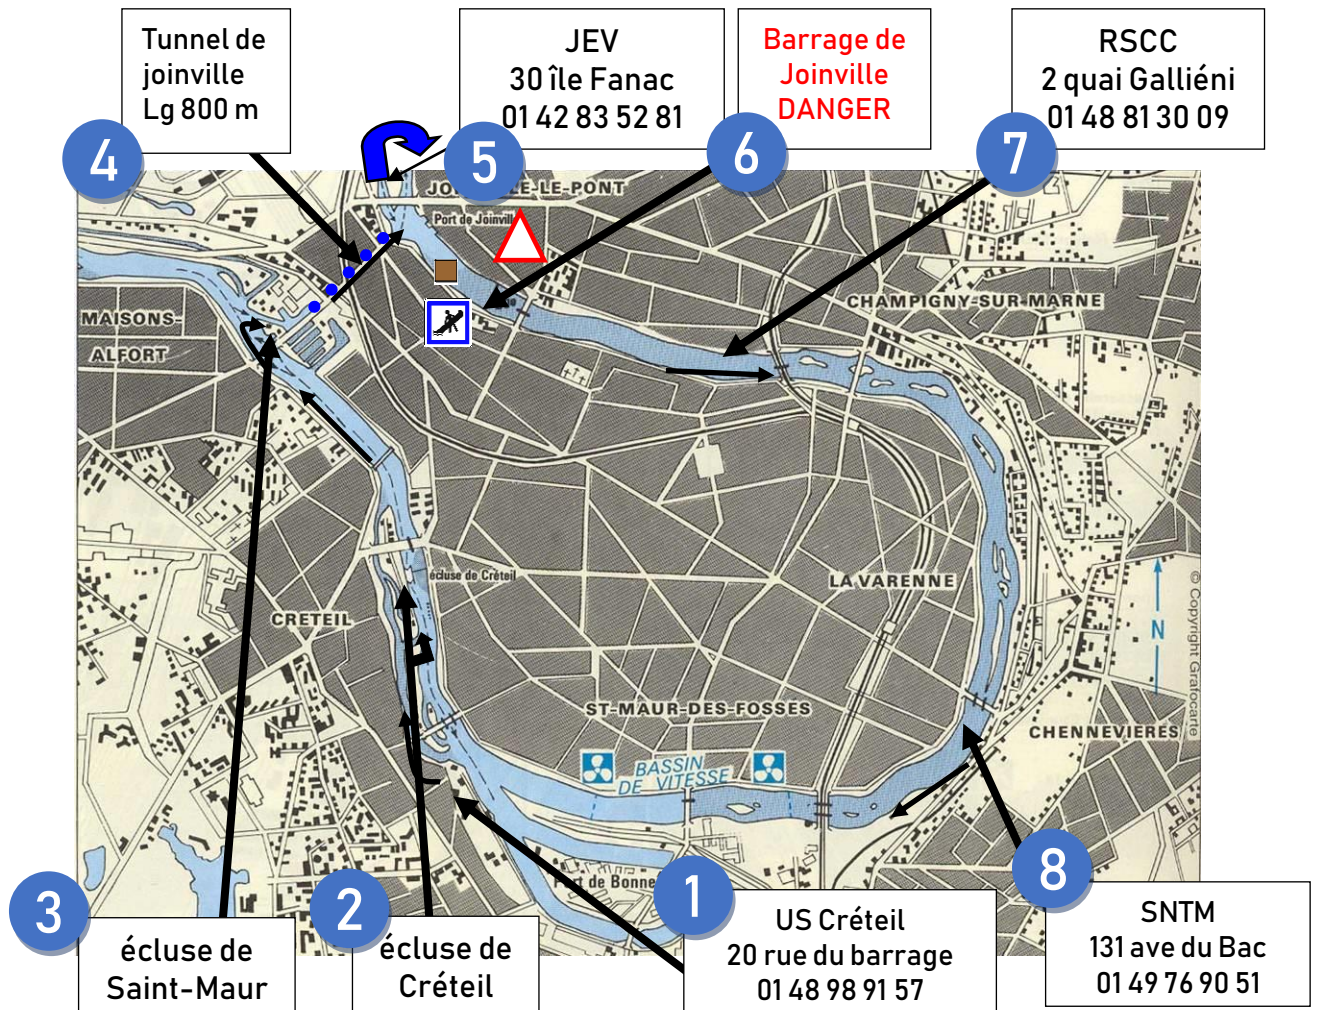 Tunnel de
joinville
Lg 800 m
JEV
30 île Fanac
01 42 83 52 81
Barrage de
Joinville
DANGER
RSCC
2 quai Galliéni
01 48 81 30 09
4
5
6
7
LE-PONT
Port de Joinvill
CHAMPIGNY-SUR-MARNE
MAISONS-
ALFORT
écluse de Créteil
LA VARENNE
CRETEIL
N
© Copyright Grafocarte
ST-MAUR-DES-FOSSES
CHENNEVIERES
BASSIN
DE VITESSE
Port de Bonne
3
2
1
8
écluse de
Saint-Maur
écluse de
Créteil
US Créteil
20 rue du barrage
01 48 98 91 57
SNTM
131 ave du Bac
01 49 76 90 51